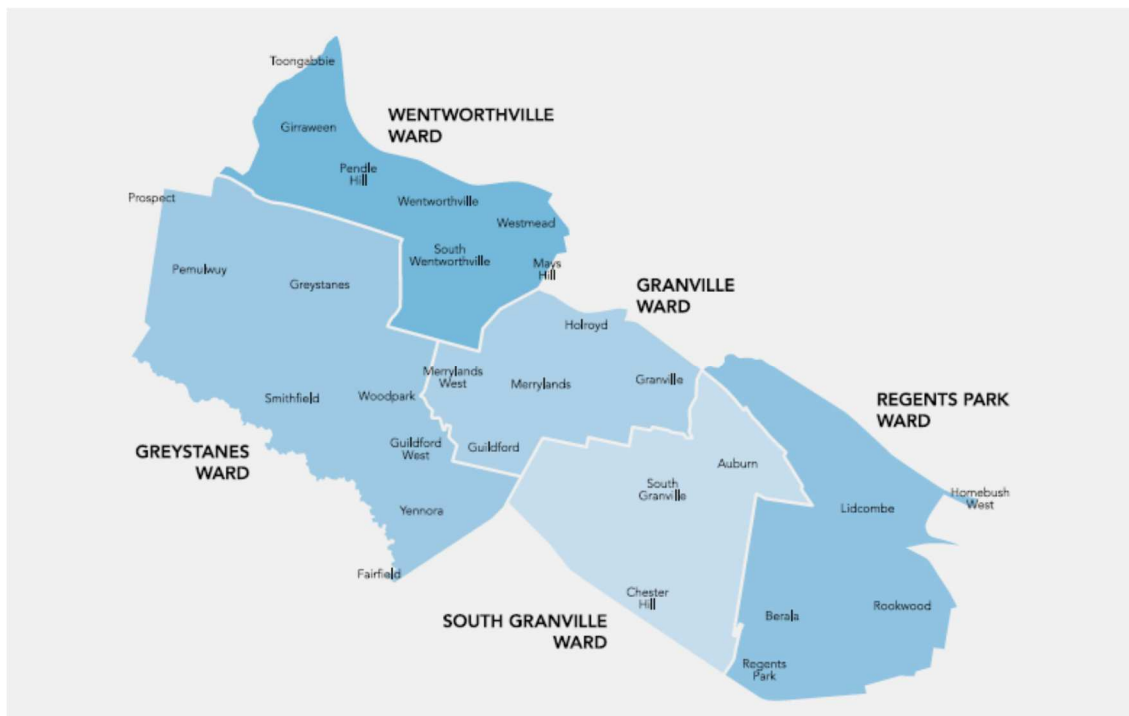 Toongabbie
WENTWORTHVILLE
WARD
Girraween
Pendle
Hill
Prospect
Wentworthville
Westmead
South
Wentworthville
Mays
Hill
Pemulwuy
Greystanes
GRANVILLE
WARD
Holroyd
Merrylands
West
Merrylands
Granville
Smithfield
Woodpark
REGENTS PARK
WARD
GREYSTANES
WARD
Guildford
West
Guildford
Auburn
South
Granville
Homebush
West
Lidcombe
Yennora
Fairfield
Chester
Hill
SOUTH GRANVILLE
WARD
Berala
Rookwood
Regents
Park